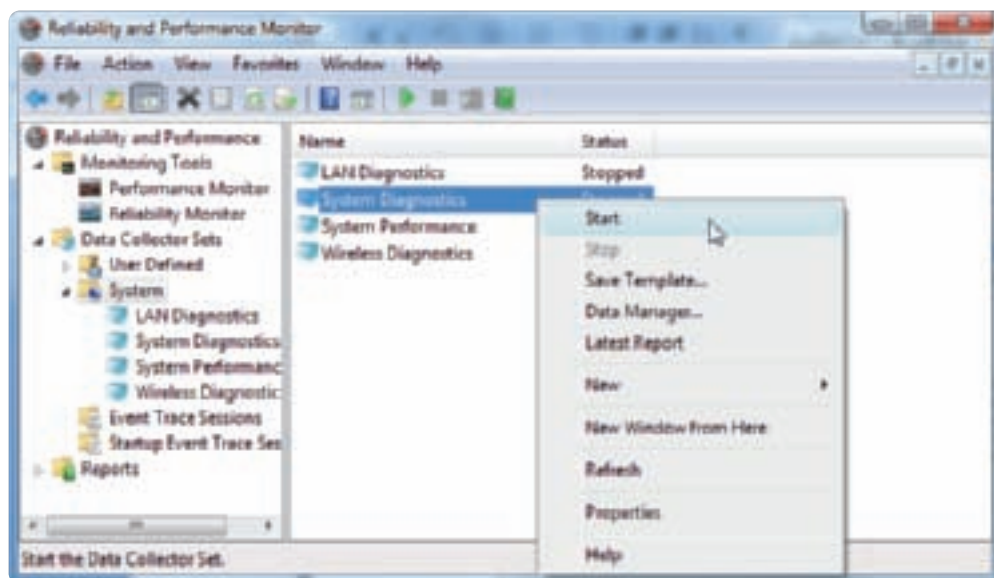 Reliability and Performance Monitor
File Action View Favorites Window Help
Reliability and Performance
Monitoring Tools
Performance Monitor
Reliability Monitor
Data Collector Sets
User Defined
System
LAN Diagnostics
System Diagnostics
System Performanc
Wireless Diagnostic
Event Trace Sessions
Startup Event Trace Ses
Reports
Name Status
LAN Diagnostics Stopped
System Diagnostics
System Performance
Wireless Diagnostics
Start
Stop
Save Template...
Data Manager...
Latest Report
New
New Window from Here
Refresh
Properties
Help
Start the Data Collector Set.